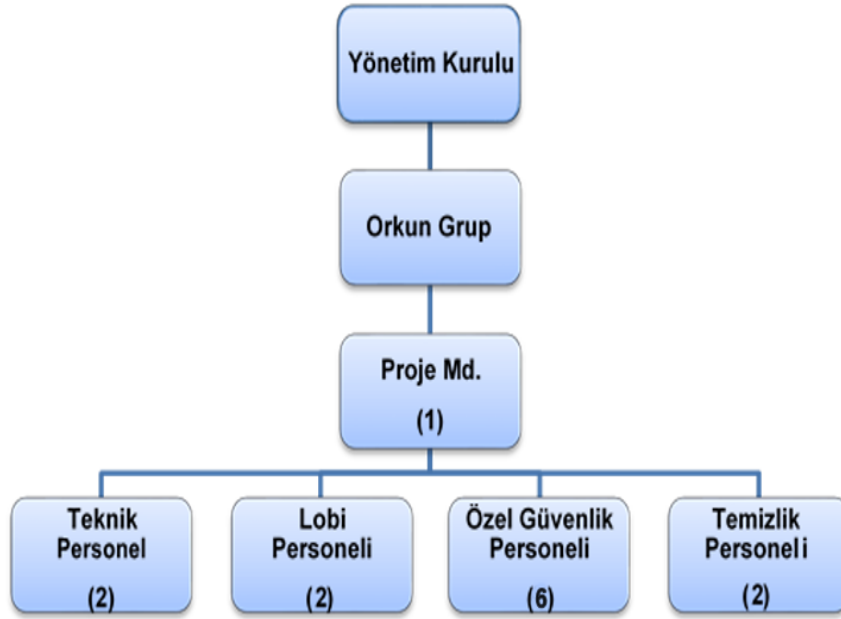 Yönetim Kurulu
Orkun Grup
Proje Md.
(1)
Teknik
Personel
(2)
Lobi
Personeli
(2)
Özel Güvenlik
Personeli
(6)
Temizlik
Personeli
(2)